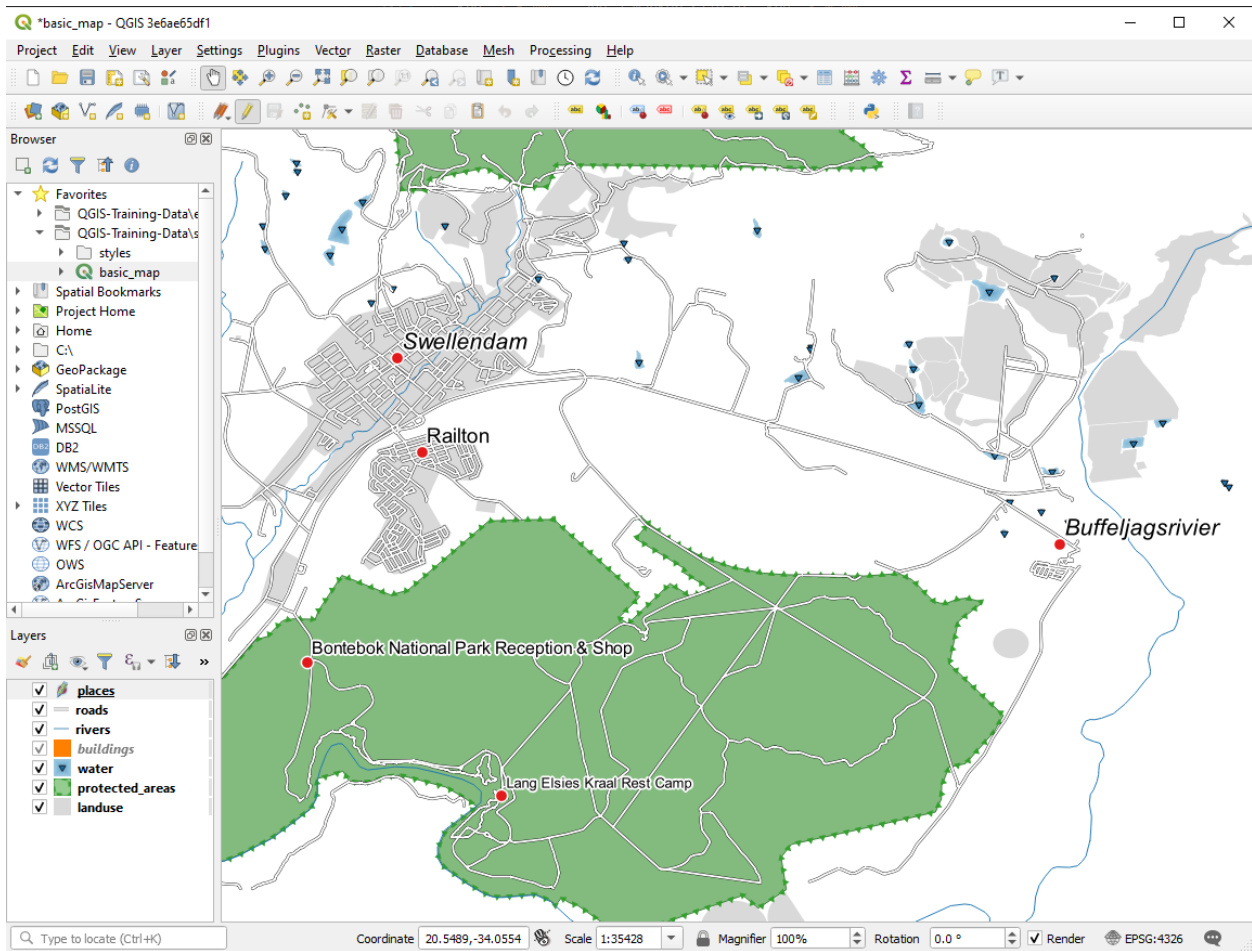 *basic_map - QGIS 3e6ae65df1
Project Edit View Layer Settings Plugins Vector Raster Database Mesh Processing Help
Browser
Favorites
QGIS-Training-Data\e
QGIS-Training-Data\s
styles
basic_map
Spatial Bookmarks
Project Home
Home
C:\
GeoPackage
SpatiaLite
PostGIS
MSSQL
DB2
WMS/WMTS
Vector Tiles
XYZ Tiles
WCS
WFS / OGC API - Feature
OWS
ArcGisMapServer
Layers
places
roads
rivers
buildings
water
protected_areas
landuse
Swellendam
Railton
Buffeljagsrivier
Bontebok National Park Reception & Shop
Lang Elsies Kraal Rest Camp
Type to locate (Ctrl+K) Coordinate 20.5489,-34.0554 Scale 1:35428 Magnifier 100% Rotation 0.0 ° Render EPSG:4326